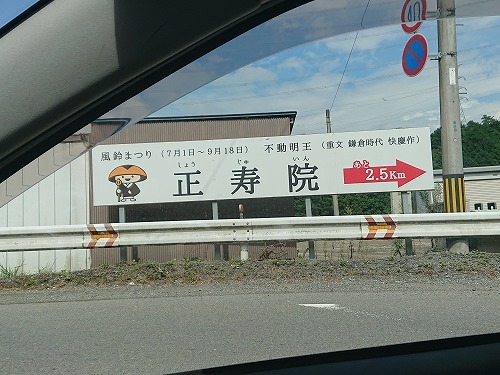 風鈴まつり（7月1日～9月18日） 不動明王（重文 鎌倉時代 快慶作）
しょう じゅ いん
正寿院
あと
2.5Km